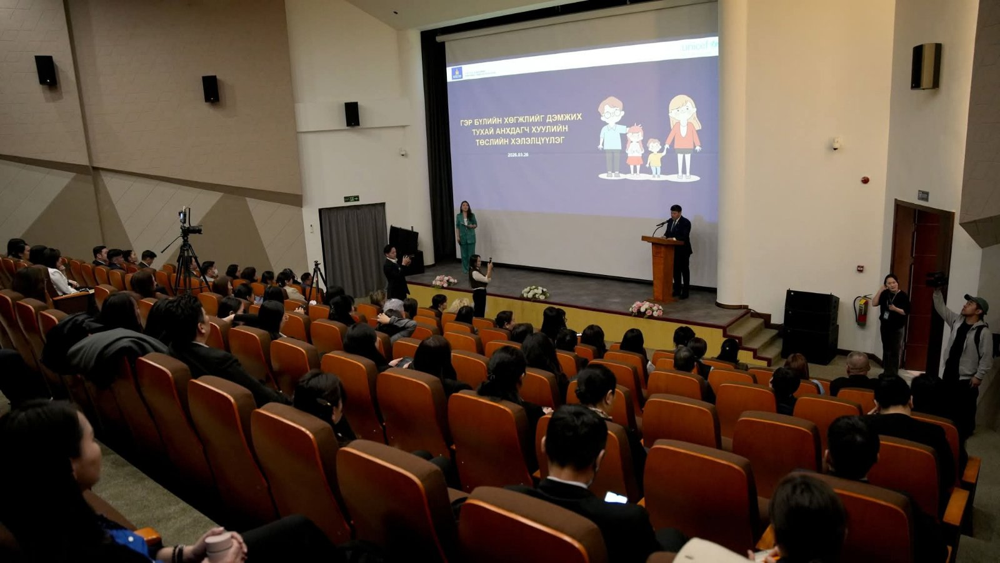 unicef
ГЭР БҮЛИЙН ХӨГЖЛИЙГ ДЭМЖИХ
ТУХАЙ АНХДАГЧ ХУУЛИЙН
ТӨСЛИЙН ХЭЛЭЛЦҮҮЛЭГ
2026.03.26